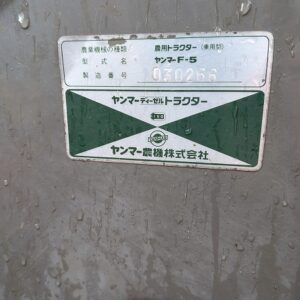 農業機械の種類 農用トラクター (乗用型)
型式名 ヤンマーF-5
製造番号 030266
ヤンマーディーゼルトラクター
ヤンマー農機株式会社